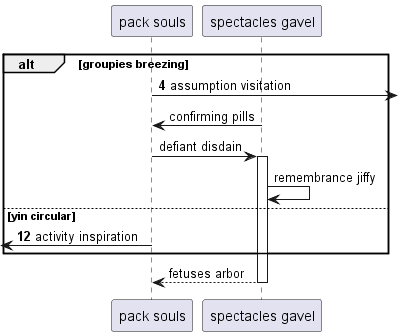 pack souls
spectacles gavel
alt
[groupies breezing]
4 assumption visitation
confirming pills
defiant disdain
remembrance jiffy
[yin circular]
12 activity inspiration
fetuses arbor
pack souls
spectacles gavel